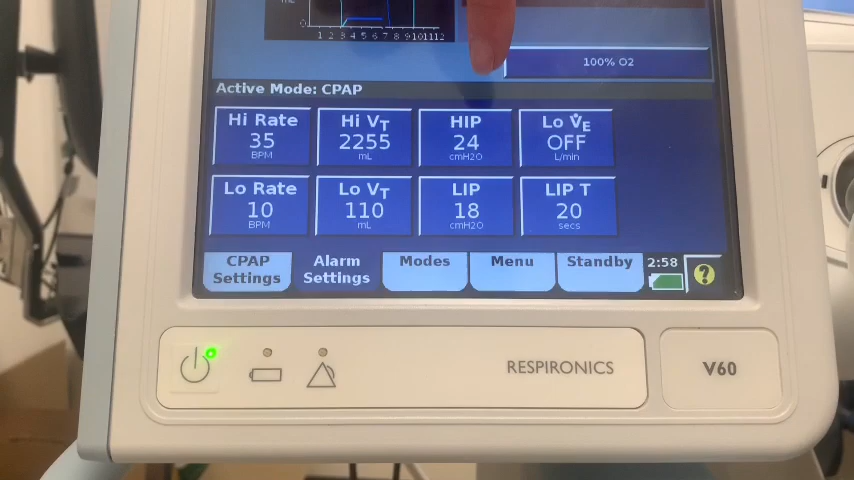 mL
0
1 2 3 4 5 6 7 8 9 10 11 12
100% O2
Active Mode: CPAP
Hi Rate Hi VT HIP Lo V̇E
35 2255 24 OFF
BPM mL cmH2O L/min
Lo Rate Lo VT LIP LIP T
10 110 18 20
BPM mL cmH2O secs
CPAP Alarm Modes Menu Standby 2:58
Settings Settings ?
RESPIRONICS V60